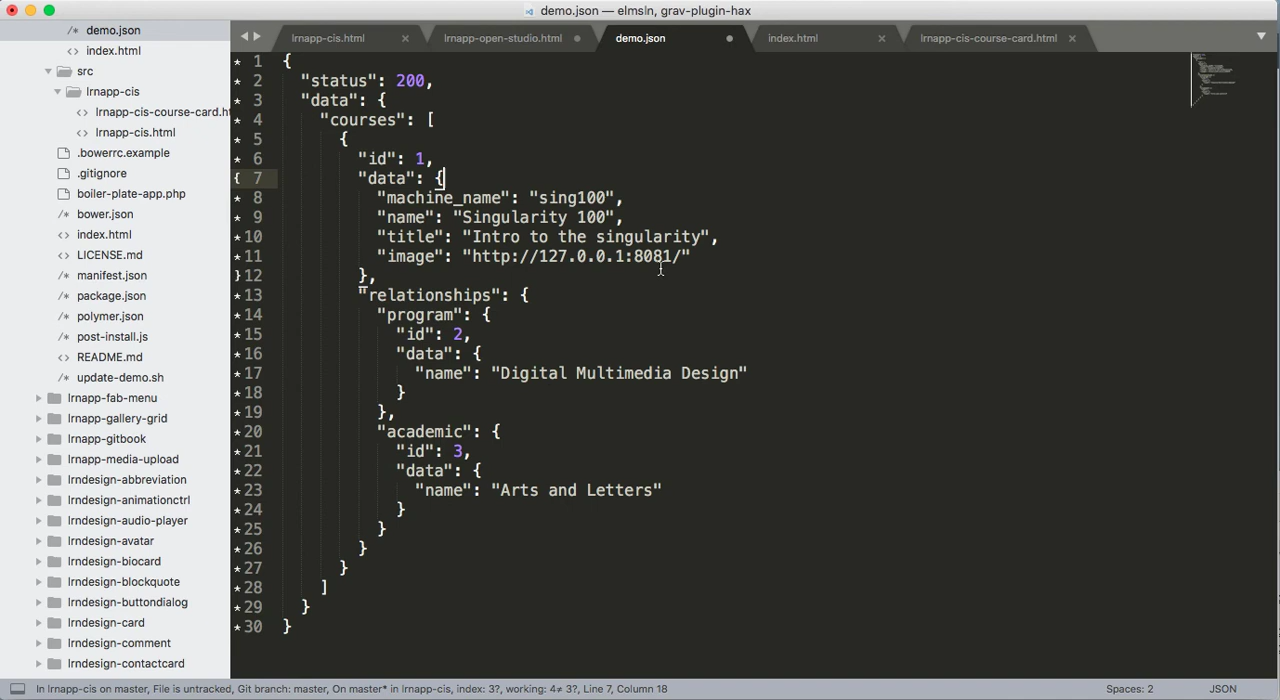 demo.json — elmsln, grav-plugin-hax
lrnapp-cis.html
lrnapp-open-studio.html
demo.json
index.html
lrnapp-cis-course-card.html
/* demo.json
<> index.html
src
lrnapp-cis
<> lrnapp-cis-course-card.ht
<> lrnapp-cis.html
.bowerrc.example
.gitignore
boiler-plate-app.php
/* bower.json
<> index.html
<> LICENSE.md
/* manifest.json
/* package.json
/* polymer.json
/* post-install.js
<> README.md
/* update-demo.sh
lrnapp-fab-menu
lrnapp-gallery-grid
lrnapp-gitbook
lrnapp-media-upload
lrndesign-abbreviation
lrndesign-animationctrl
lrndesign-audio-player
lrndesign-avatar
lrndesign-biocard
lrndesign-blockquote
lrndesign-buttondialog
lrndesign-card
lrndesign-comment
lrndesign-contactcard
* 1 {
* 2 "status": 200,
* 3 "data": {
* 4 "courses": [
* 5 {
* 6 "id": 1,
{ 7 "data": {
* 8 "machine_name": "sing100",
* 9 "name": "Singularity 100",
* 10 "title": "Intro to the singularity",
* 11 "image": "http://127.0.0.1:8081/"
} 12 },
* 13 "relationships": {
* 14 "program": {
* 15 "id": 2,
* 16 "data": {
* 17 "name": "Digital Multimedia Design"
* 18 }
* 19 },
* 20 "academic": {
* 21 "id": 3,
* 22 "data": {
* 23 "name": "Arts and Letters"
* 24 }
* 25 }
* 26 }
* 27 }
* 28 ]
* 29 }
* 30 }
In lrnapp-cis on master, File is untracked, Git branch: master, On master* in lrnapp-cis, index: 3?, working: 4≠ 3?, Line 7, Column 18
Spaces: 2
JSON